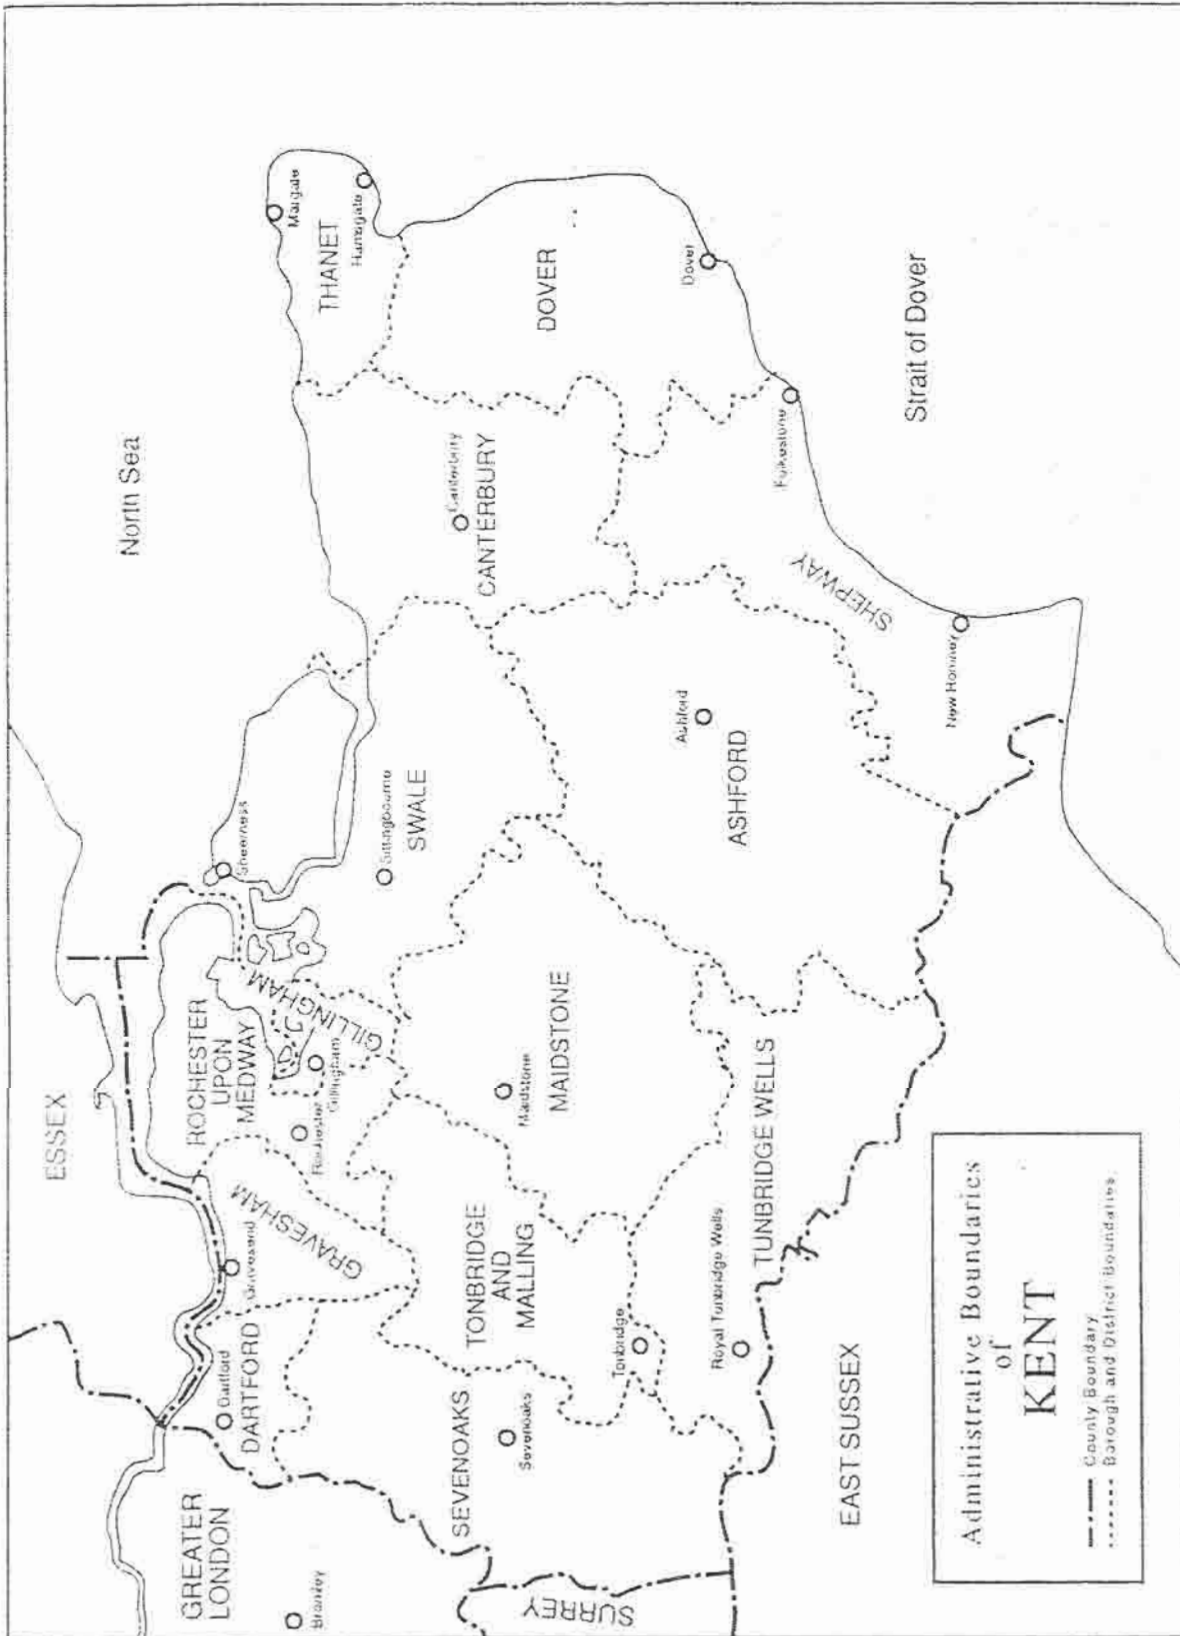 North Sea
ESSEX
GREATER
LONDON
Bromley
Margate
Ramsgate
THANET
DOVER
Dover
Canterbury
CANTERBURY
Folkestone
SHEPWAY
New Romney
Strait of Dover
Sheerness
Sittingbourne
SWALE
Ashford
ASHFORD
ROCHESTER
UPON
MEDWAY
GILLINGHAM
Gillingham
Rochester
Maidstone
MAIDSTONE
GRAVESHAM
Gravesend
Dartford
DARTFORD
TONBRIDGE
AND
MALLING
Tonbridge
Royal Tunbridge Wells
TUNBRIDGE WELLS
SEVENOAKS
Sevenoaks
SURREY
EAST SUSSEX
Administrative Boundaries
of
KENT
County Boundary
Borough and District Boundaries